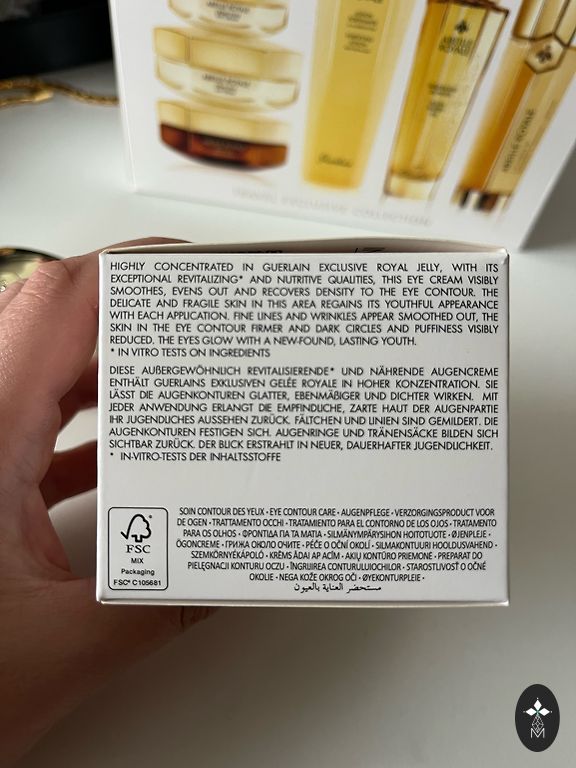 ABEILLE ROYALE
TRAVEL EXCLUSIVE COLLECTION
HIGHLY CONCENTRATED IN GUERLAIN EXCLUSIVE ROYAL JELLY, WITH ITS
EXCEPTIONAL REVITALIZING* AND NUTRITIVE QUALITIES, THIS EYE CREAM VISIBLY
SMOOTHES, EVENS OUT AND RECOVERS DENSITY TO THE EYE CONTOUR. THE
DELICATE AND FRAGILE SKIN IN THIS AREA REGAINS ITS YOUTHFUL APPEARANCE
WITH EACH APPLICATION. FINE LINES AND WRINKLES APPEAR SMOOTHED OUT, THE
SKIN IN THE EYE CONTOUR FIRMER AND DARK CIRCLES AND PUFFINESS VISIBLY
REDUCED. THE EYES GLOW WITH A NEW-FOUND, LASTING YOUTH.
* IN VITRO TESTS ON INGREDIENTS
DIESE AUßERGEWÖHNLICH REVITALISIERENDE* UND NÄHRENDE AUGENCREME
ENTHÄLT GUERLAINS EXKLUSIVEN GELÉE ROYALE IN HOHER KONZENTRATION. SIE
LÄSST DIE AUGENKONTUREN GLATTER, EBENMÄßIGER UND DICHTER WIRKEN. MIT
JEDER ANWENDUNG ERLANGT DIE EMPFINDLICHE, ZARTE HAUT DER AUGENPARTIE
IHR JUGENDLICHES AUSSEHEN ZURÜCK. FÄLTCHEN UND LINIEN SIND GEMILDERT. DIE
AUGENKONTUREN FESTIGEN SICH. AUGENRINGE UND TRÄNENSÄCKE BILDEN SICH
SICHTBAR ZURÜCK. DER BLICK ERSTRAHLT IN NEUER, DAUERHAFTER JUGENDLICHKEIT.
* IN-VITRO-TESTS DER INHALTSSTOFFE
SOIN CONTOUR DES YEUX • EYE CONTOUR CARE • AUGENPFLEGE • VERZORGINGSPRODUCT VOOR
DE OGEN • TRATTAMENTO OCCHI • TRATAMIENTO PARA EL CONTORNO DE LOS OJOS • TRATAMENTO
PARA OS OLHOS • ΦΡΟΝΤΙΔΑ ΓΙΑ ΤΑ ΜΑΤΙΑ • SILMÄNYMPÄRYSIHON HOITOTUOTE • ØJENPLEJE •
ÖGONCREME • ГРИЖА ОКОЛО ОЧИТЕ • PÉČE O OČNÍ OKOLÍ • SILMAKONTUURI HOOLDUSVAHEND •
SZEMKÖRNYÉKÁPOLÓ • KRĒMS ĀDAI AP ACĪM • AKIŲ KONTŪRO PRIEMONĖ • PREPARAT DO
PIELĘGNACJI KONTURU OCZU • ÎNGRIJIREA CONTURULUIOCHILOR • STAROSTLIVOSŤ O OČNÉ
OKOLIE • NEGA KOŽE OKROG OČI • ØYEKONTURPLEIE •
مستحضر العناية بالعيون
FSC
MIX
Packaging
FSC® C105681
M